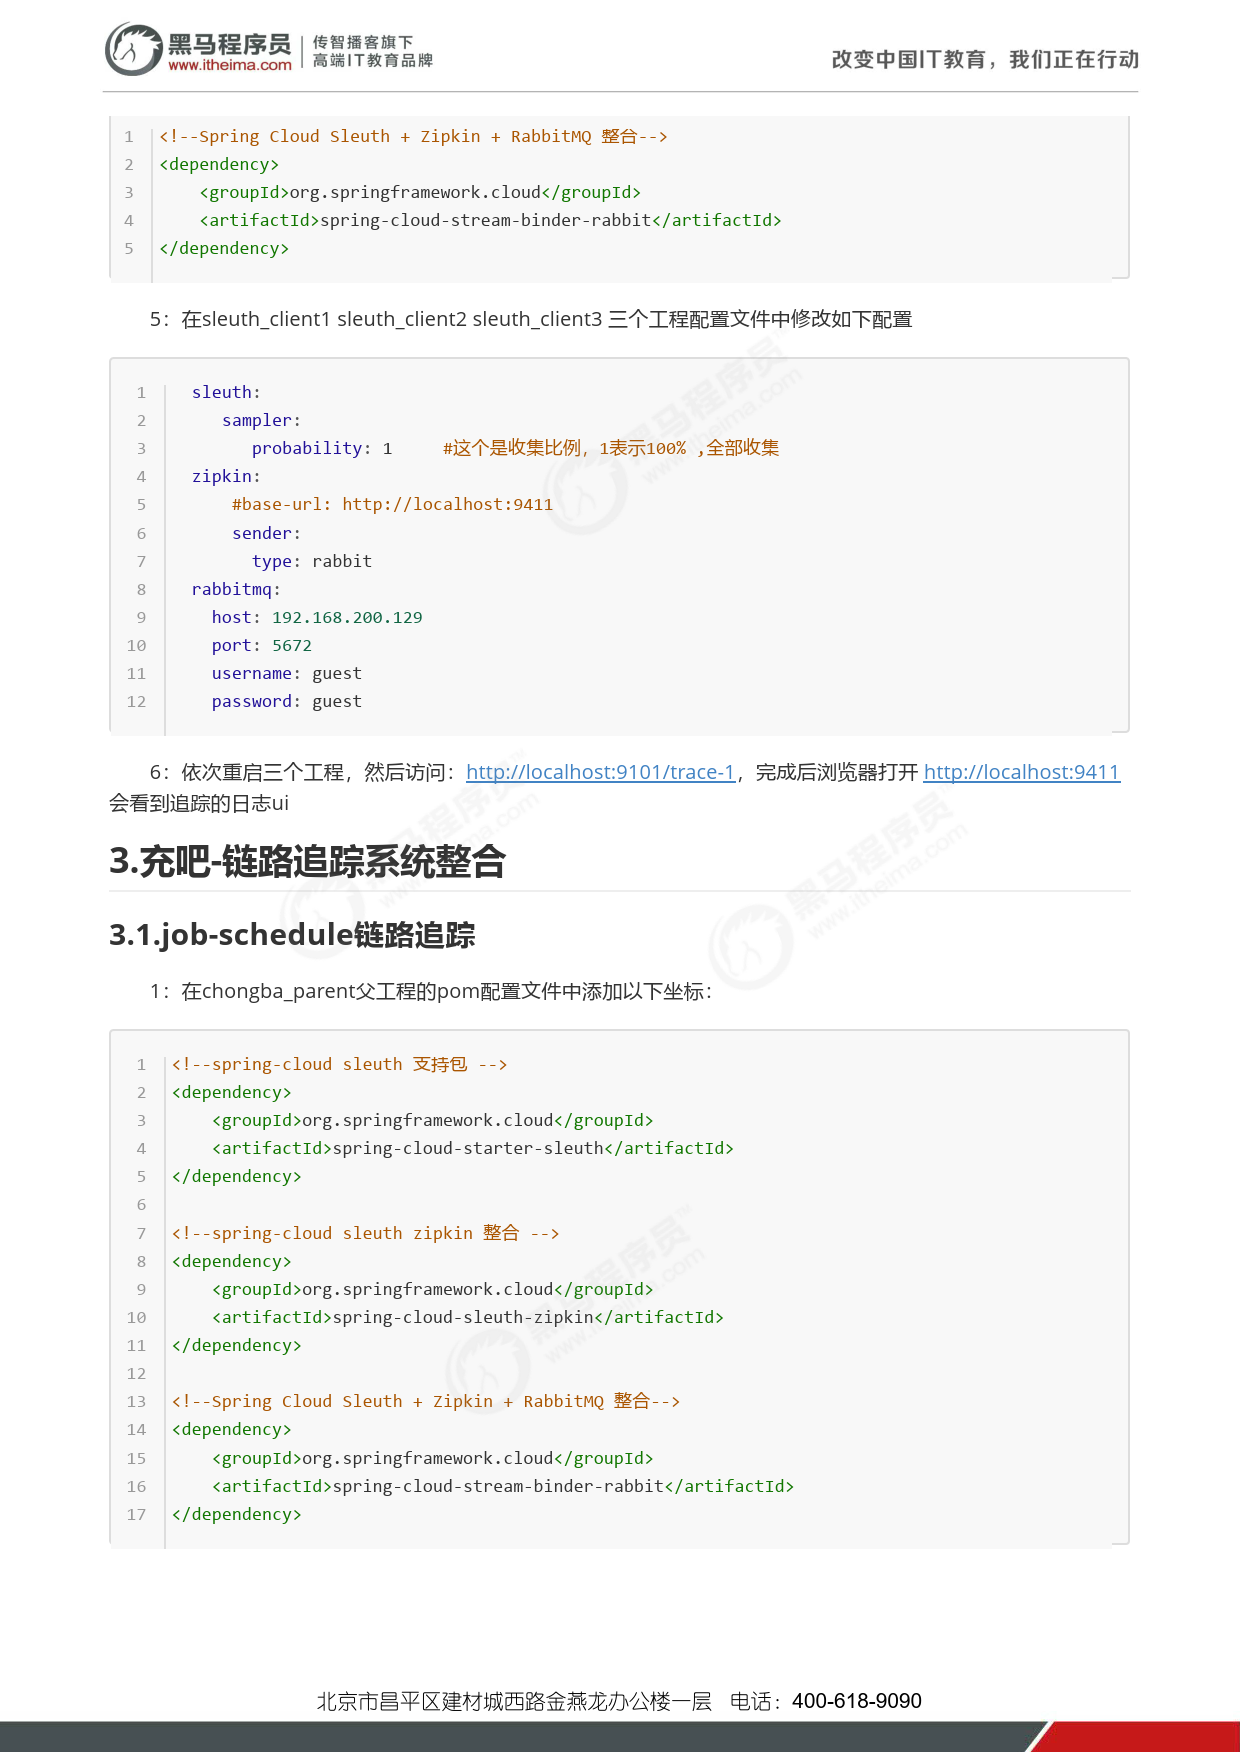 黑马程序员
www.itheima.com
传智播客旗下
高端IT教育品牌
改变中国IT教育，我们正在行动
1 <!--Spring Cloud Sleuth + Zipkin + RabbitMQ 整合-->
2 <dependency>
3     <groupId>org.springframework.cloud</groupId>
4     <artifactId>spring-cloud-stream-binder-rabbit</artifactId>
5 </dependency>
5：在sleuth_client1 sleuth_client2 sleuth_client3 三个工程配置文件中修改如下配置
1   sleuth:
2      sampler:
3         probability: 1     #这个是收集比例，1表示100% ,全部收集
4   zipkin:
5       #base-url: http://localhost:9411
6       sender:
7         type: rabbit
8   rabbitmq:
9     host: 192.168.200.129
10     port: 5672
11     username: guest
12     password: guest
6：依次重启三个工程，然后访问：http://localhost:9101/trace-1，完成后浏览器打开 http://localhost:9411
会看到追踪的日志ui
3.充吧-链路追踪系统整合
3.1.job-schedule链路追踪
1：在chongba_parent父工程的pom配置文件中添加以下坐标：
1 <!--spring-cloud sleuth 支持包 -->
2 <dependency>
3     <groupId>org.springframework.cloud</groupId>
4     <artifactId>spring-cloud-starter-sleuth</artifactId>
5 </dependency>
6
7 <!--spring-cloud sleuth zipkin 整合 -->
8 <dependency>
9     <groupId>org.springframework.cloud</groupId>
10     <artifactId>spring-cloud-sleuth-zipkin</artifactId>
11 </dependency>
12
13 <!--Spring Cloud Sleuth + Zipkin + RabbitMQ 整合-->
14 <dependency>
15     <groupId>org.springframework.cloud</groupId>
16     <artifactId>spring-cloud-stream-binder-rabbit</artifactId>
17 </dependency>
北京市昌平区建材城西路金燕龙办公楼一层   电话：400-618-9090